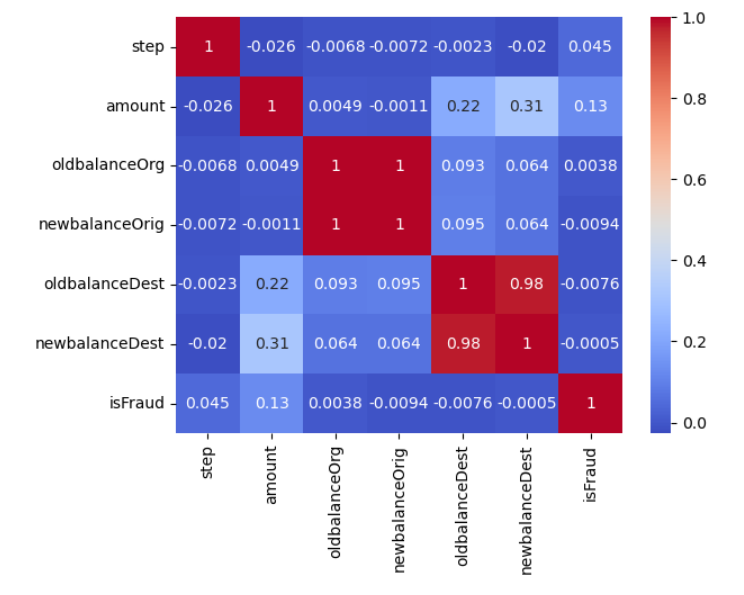 step 1 -0.026 -0.0068 -0.0072 -0.0023 -0.02 0.045
amount -0.026 1 0.0049 -0.0011 0.22 0.31 0.13
oldbalanceOrg -0.0068 0.0049 1 1 0.093 0.064 0.0038
newbalanceOrig -0.0072 -0.0011 1 1 0.095 0.064 -0.0094
oldbalanceDest -0.0023 0.22 0.093 0.095 1 0.98 -0.0076
newbalanceDest -0.02 0.31 0.064 0.064 0.98 1 -0.0005
isFraud 0.045 0.13 0.0038 -0.0094 -0.0076 -0.0005 1
step
amount
oldbalanceOrg
newbalanceOrig
oldbalanceDest
newbalanceDest
isFraud
1.0
0.8
0.6
0.4
0.2
0.0